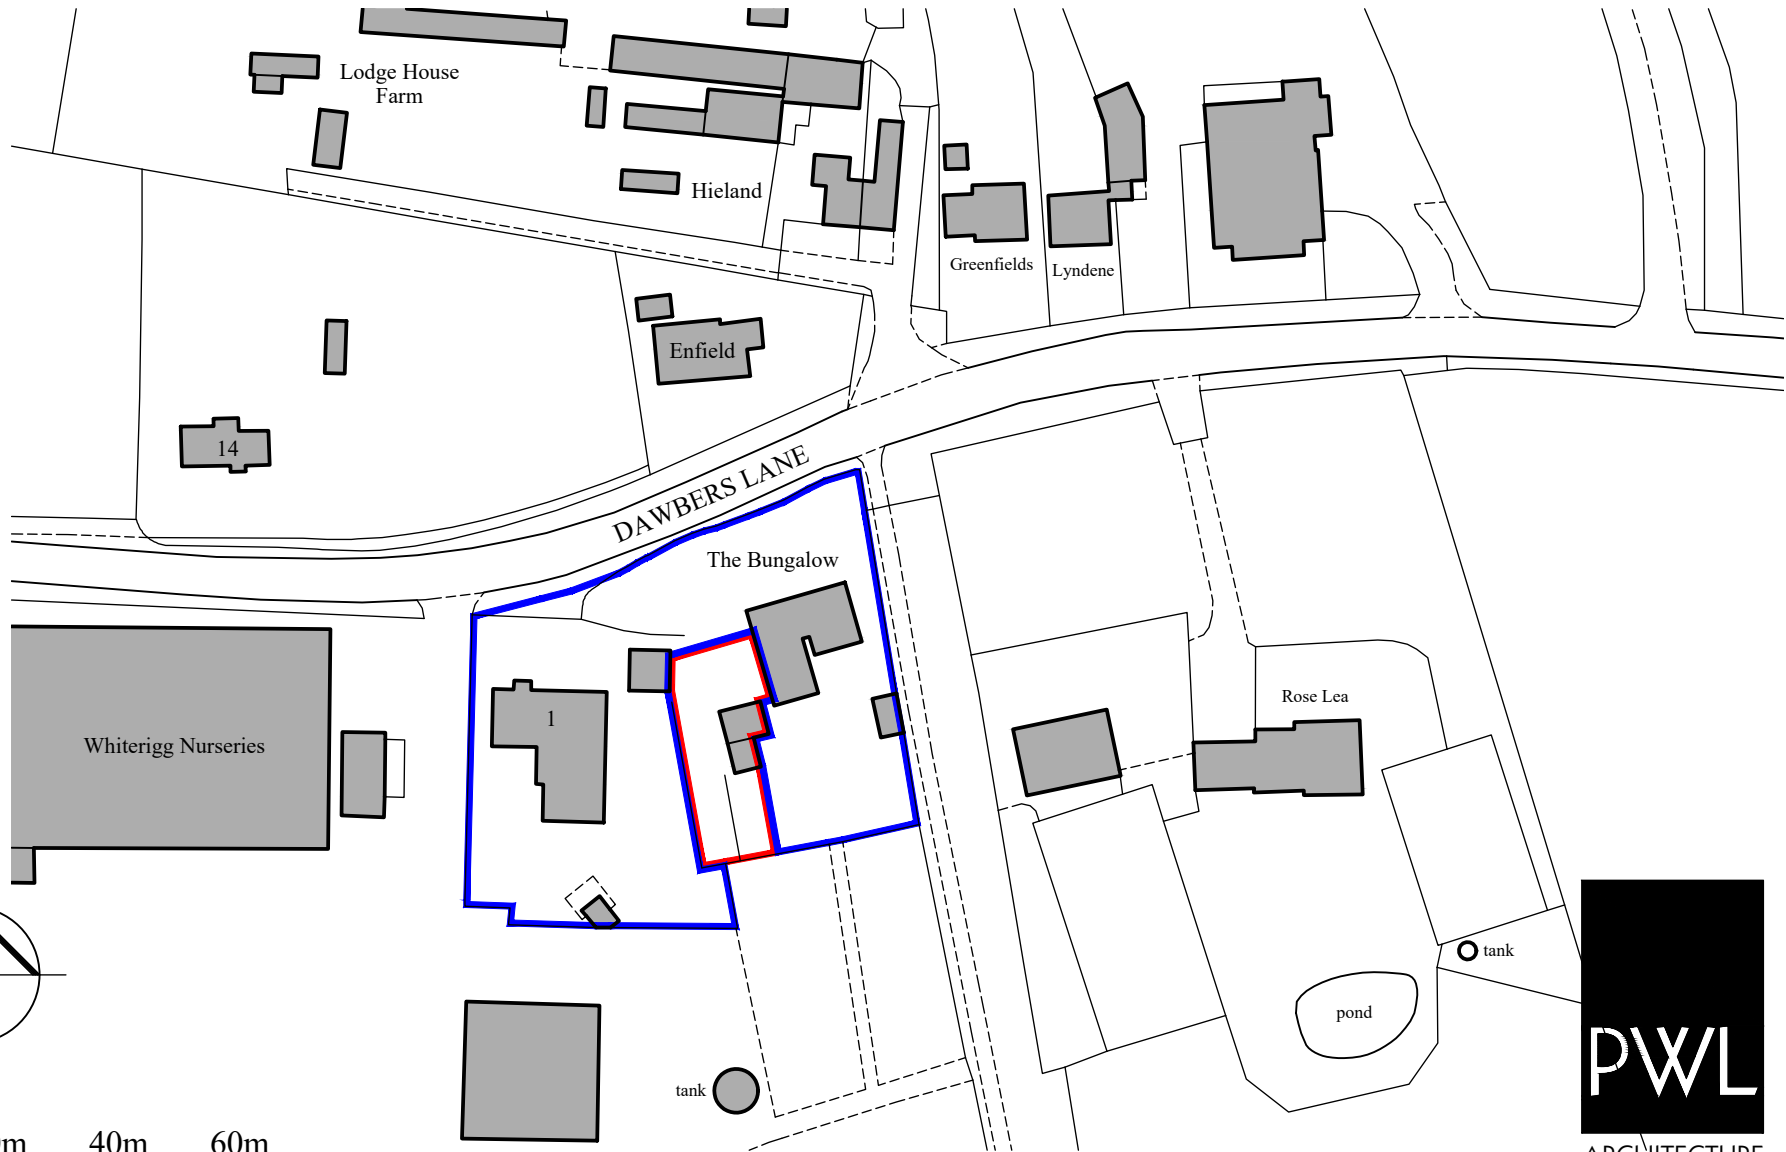 Lodge House
Farm
Hieland
Greenfields
Lyndene
Enfield
14
DAWBERS LANE
The Bungalow
Rose Lea
1
Whiterigg Nurseries
tank
pond
tank
PWL
40m
60m